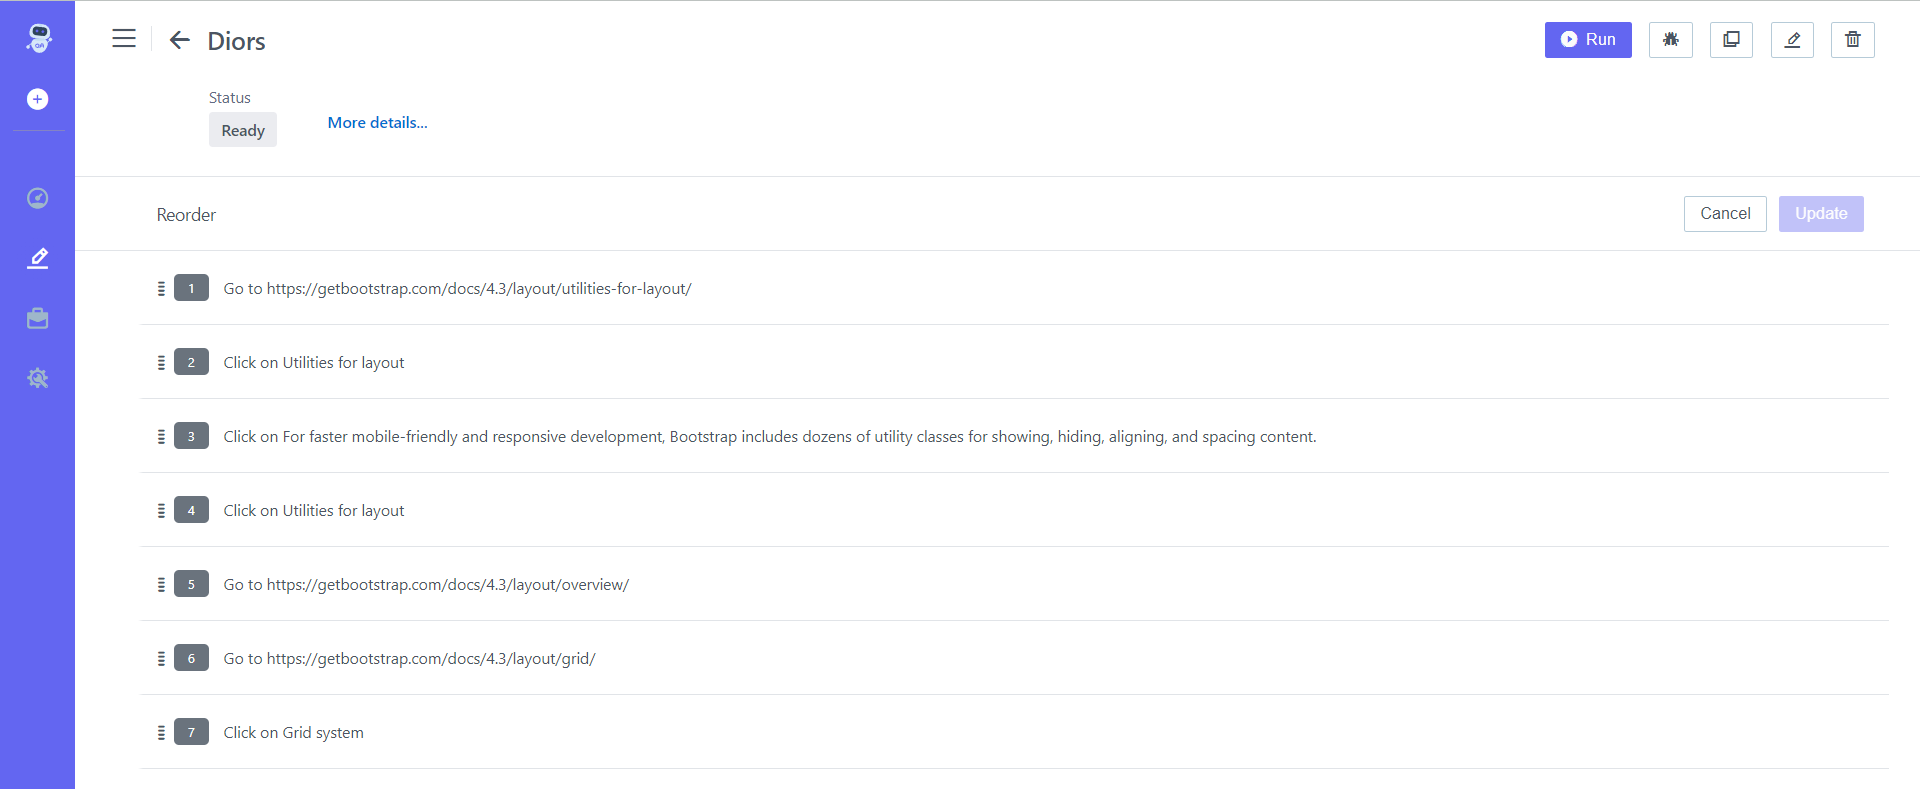 Diors
Run
Status
Ready
More details...
Reorder
Cancel
Update
1 Go to https://getbootstrap.com/docs/4.3/layout/utilities-for-layout/
2 Click on Utilities for layout
3 Click on For faster mobile-friendly and responsive development, Bootstrap includes dozens of utility classes for showing, hiding, aligning, and spacing content.
4 Click on Utilities for layout
5 Go to https://getbootstrap.com/docs/4.3/layout/overview/
6 Go to https://getbootstrap.com/docs/4.3/layout/grid/
7 Click on Grid system